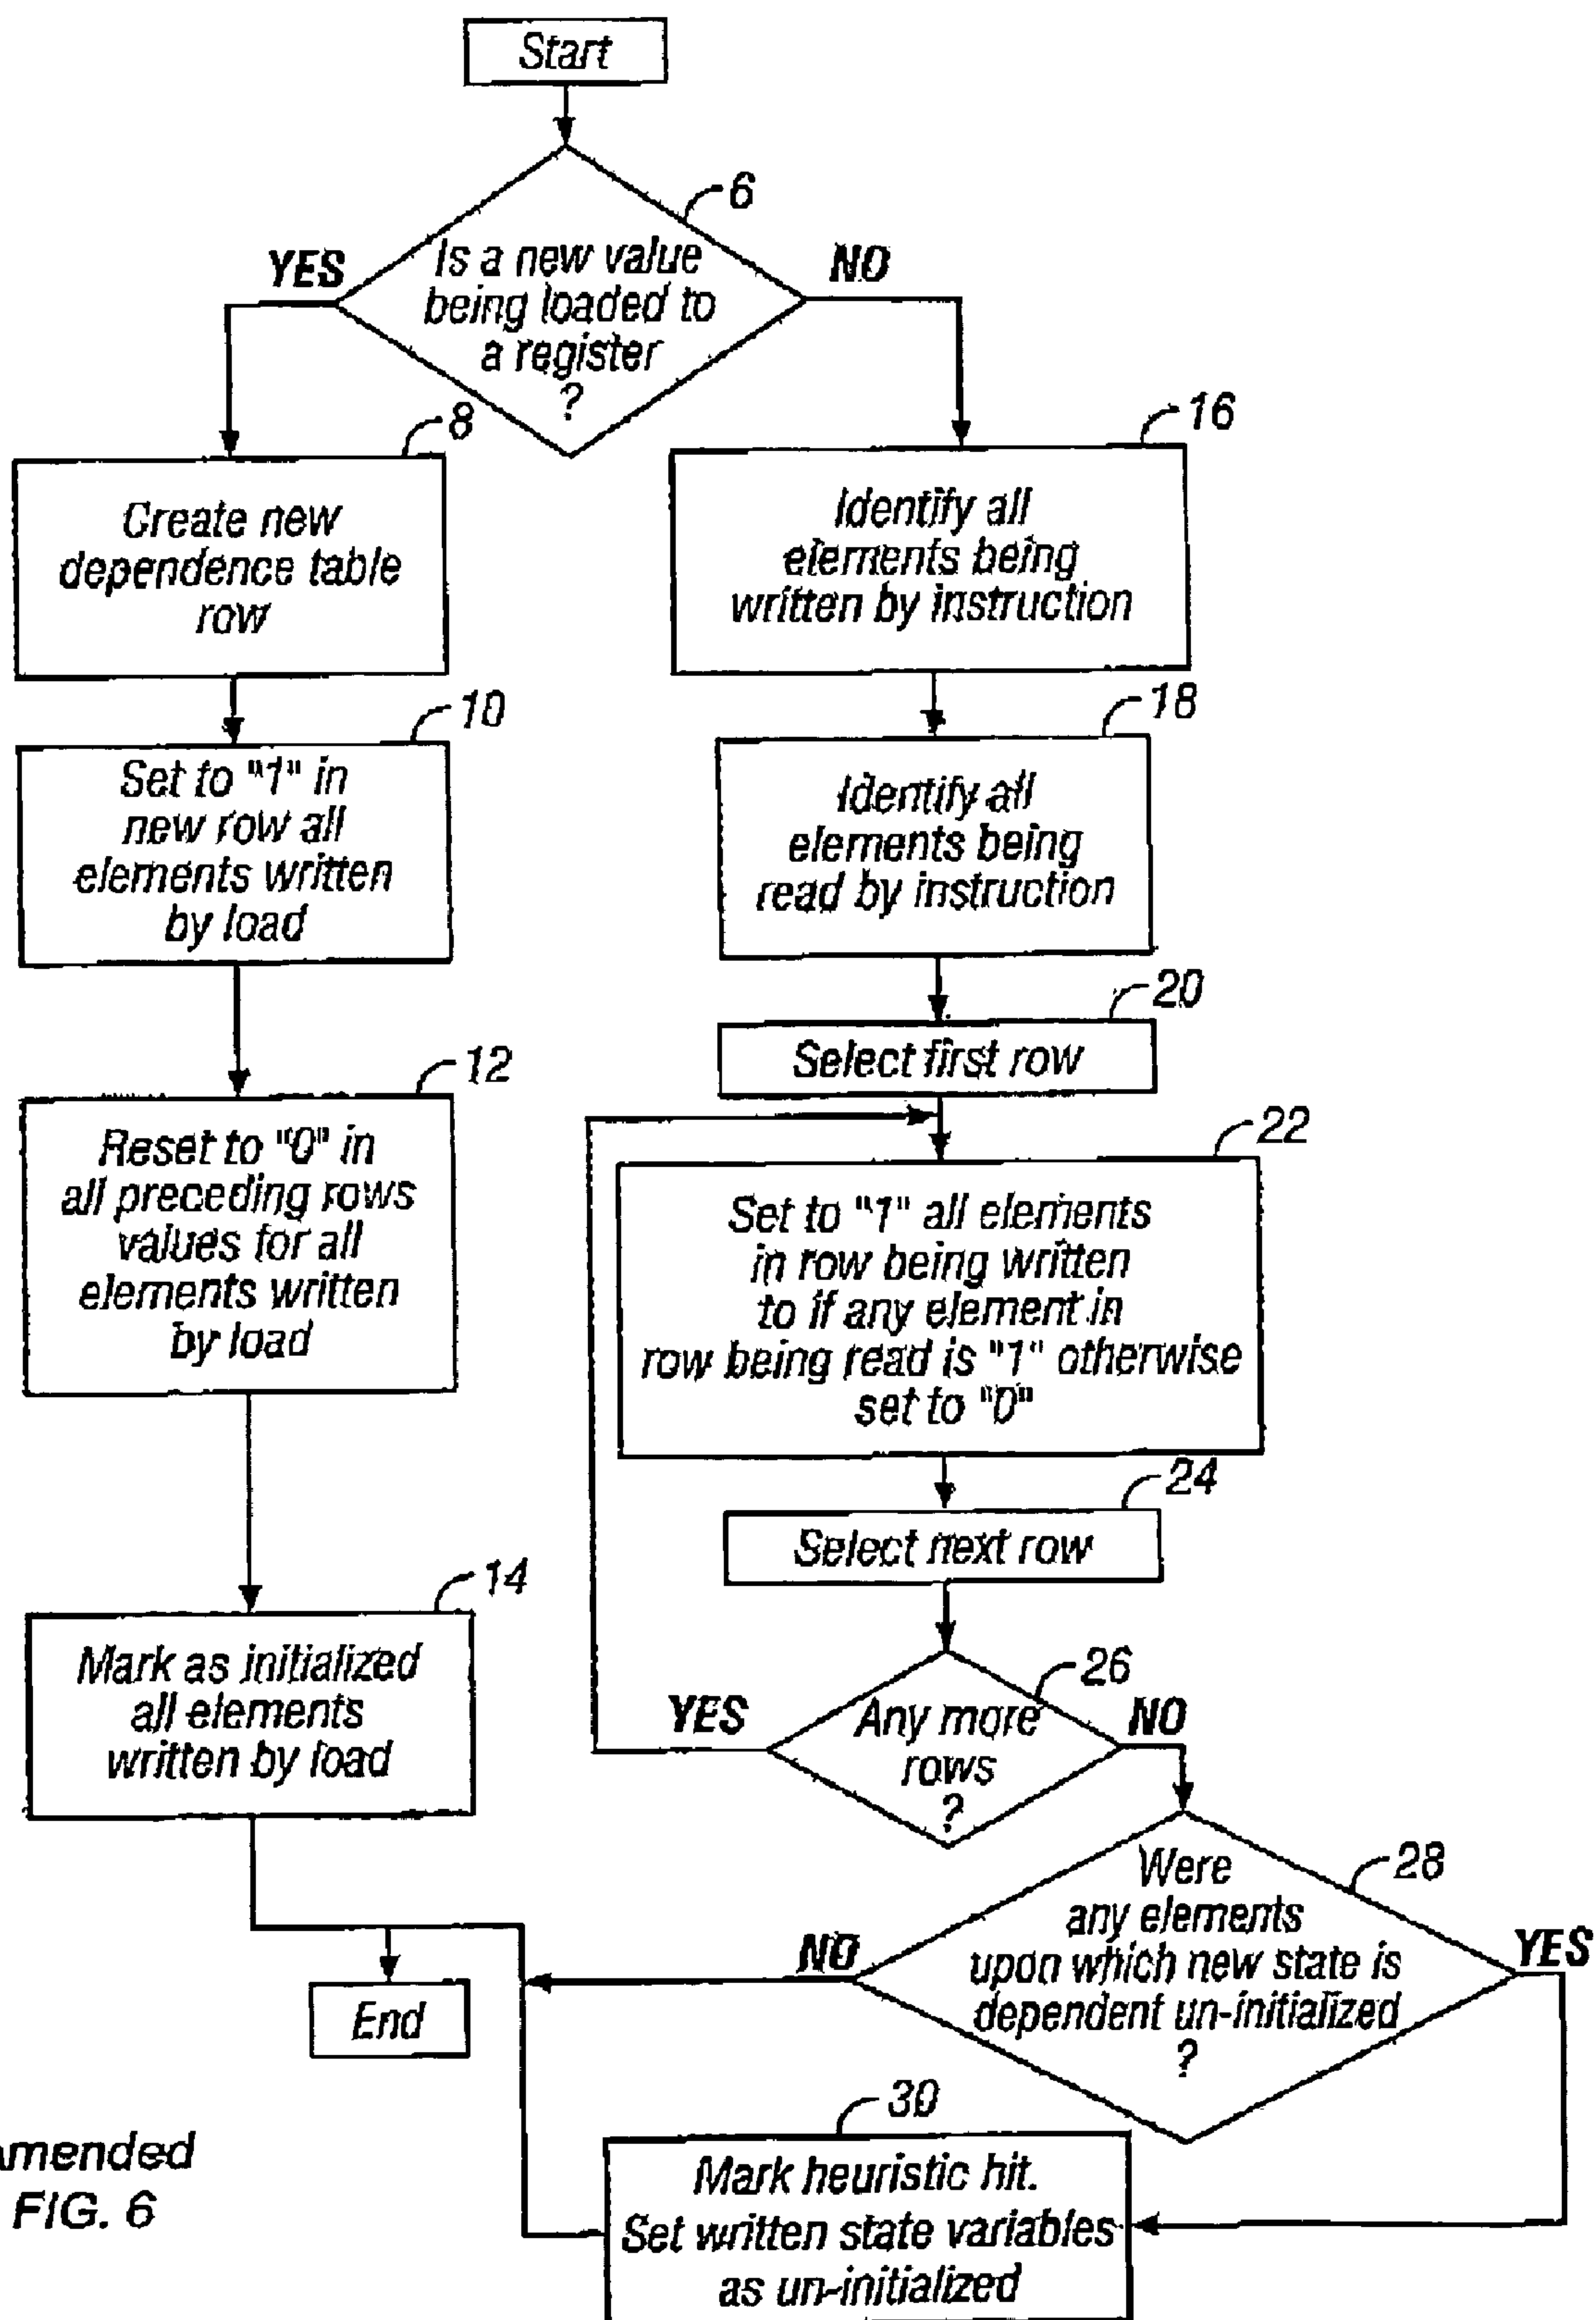 Start
6
YES
Is a new value
being loaded to
a register
?
NO
8
Create new
dependence table
row
10
Set to "1" in
new row all
elements written
by load
12
Reset to "0" in
all preceding rows
values for all
elements written
by load
14
Mark as initialized
all elements
written by load
End
16
Identify all
elements being
written by instruction
18
Identify all
elements being
read by instruction
20
Select first row
22
Set to "1" all elements
in row being written
to if any element in
row being read is "1" otherwise
set to "0"
24
Select next row
26
YES
Any more
rows
?
NO
28
Were
any elements
upon which new state is
dependent un-initialized
?
NO
YES
30
Mark heuristic hit.
Set written state variables
as un-initialized
mended
FIG. 6